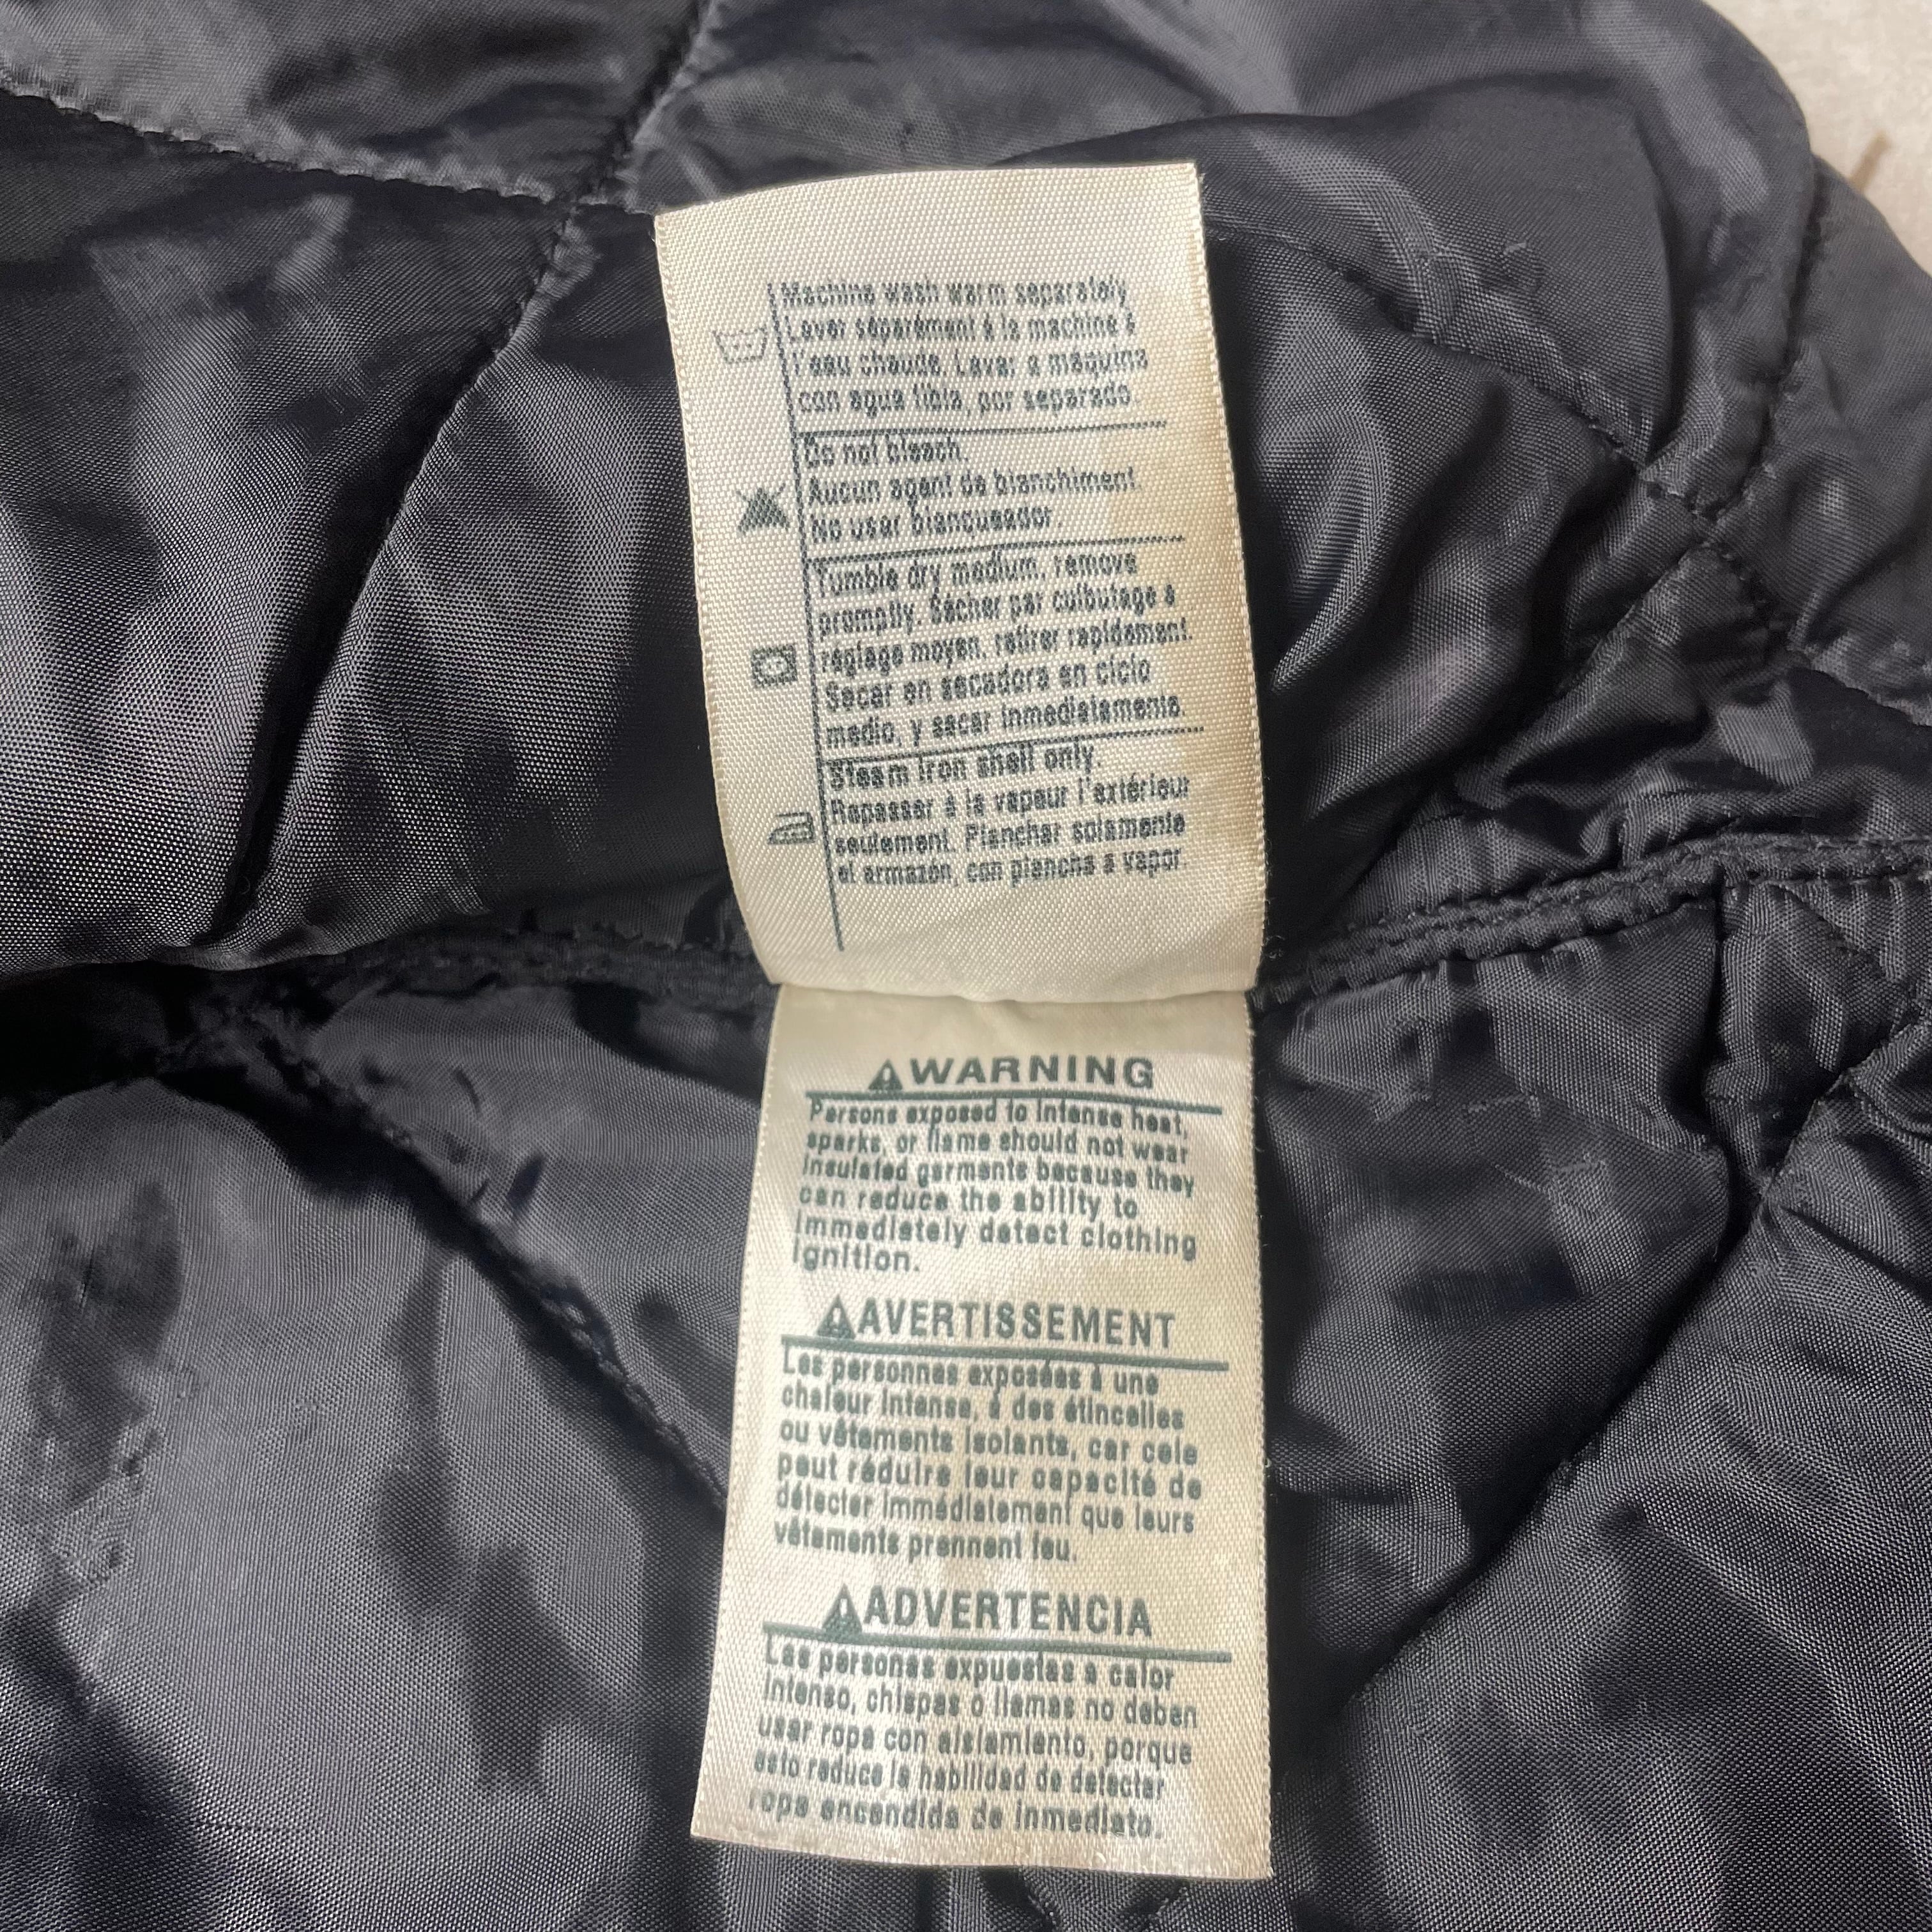 Machine wash warm separately
Laver séparément à la machine à
l'eau chaude. Lavar a maquina
con agua tibia, por separado.
Do not bleach.
Aucun agent de blanchiment.
No usar blanqueador.
Tumble dry medium, remove
promptly. Sécher par culbutage à
réglage moyen, retirer rapidement.
Secar en secadora en ciclo
medio, y sacar inmediatamente.
Steam iron shell only.
Repasser à la vapeur l'extérieur
seulement. Planchar solamente
el armazón, con plancha a vapor.
WARNING
Persons exposed to intense heat,
sparks, or flame should not wear
insulated garments because they
can reduce the ability to
immediately detect clothing
ignition.
AVERTISSEMENT
Les personnes exposées à une
chaleur intense, à des étincelles
ou vêtements isolants, car cele
peut réduire leur capacité de
détecter immédiatement que leurs
vêtements prennent feu.
ADVERTENCIA
Las personas expuestas a calor
intenso, chispas o llamas no deben
usar ropa con aislamiento, porque
esto reduce la habilidad de detectar
ropa encendida de inmediato.